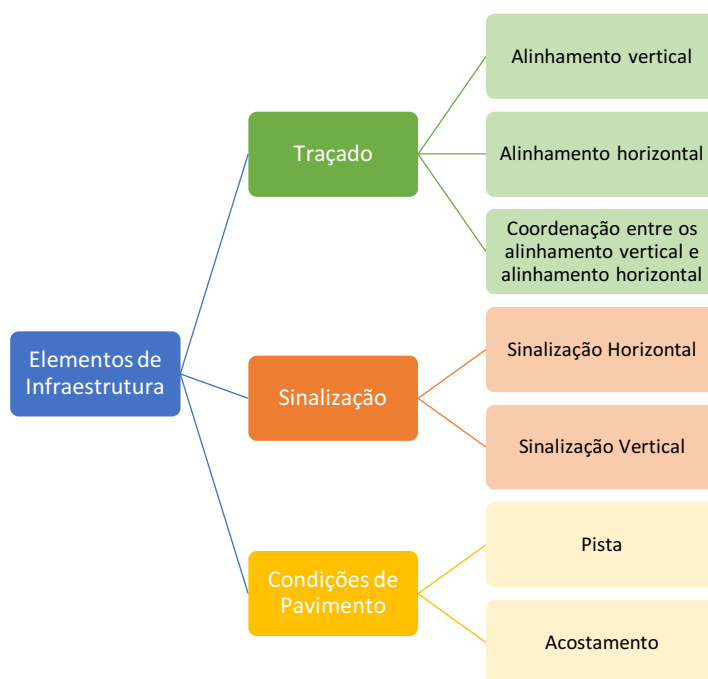 Elementos de
Infraestrutura
Traçado
Alinhamento vertical
Alinhamento horizontal
Coordenação entre os
alinhamento vertical e
alinhamento horizontal
Sinalização
Sinalização Horizontal
Sinalização Vertical
Condições de
Pavimento
Pista
Acostamento